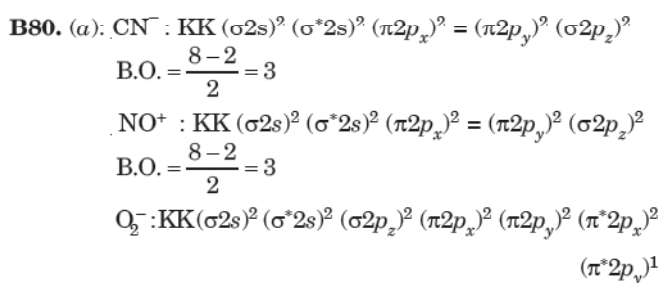 B80. (a): CN⁻ : KK (σ2s)² (σ*2s)² (π2pₓ)² = (π2p_y)² (σ2p_z)²
B.O. = (8 – 2)/2 = 3
NO⁺ : KK (σ2s)² (σ*2s)² (π2pₓ)² = (π2p_y)² (σ2p_z)²
B.O. = (8 – 2)/2 = 3
O₂⁻ :KK(σ2s)² (σ*2s)² (σ2p_z)² (π2pₓ)² (π2p_y)² (π*2pₓ)²
(π*2p_y)¹